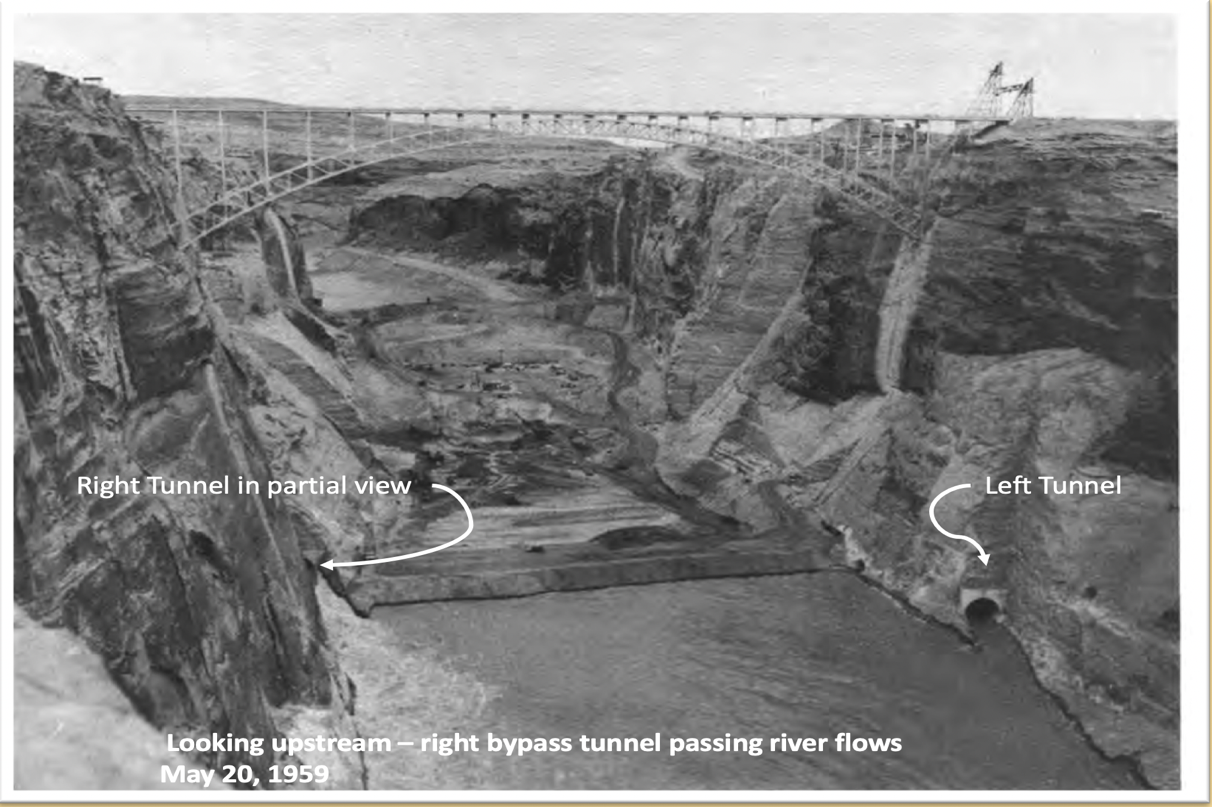 Right Tunnel in partial view
Left Tunnel
Looking upstream – right bypass tunnel passing river flows
May 20, 1959